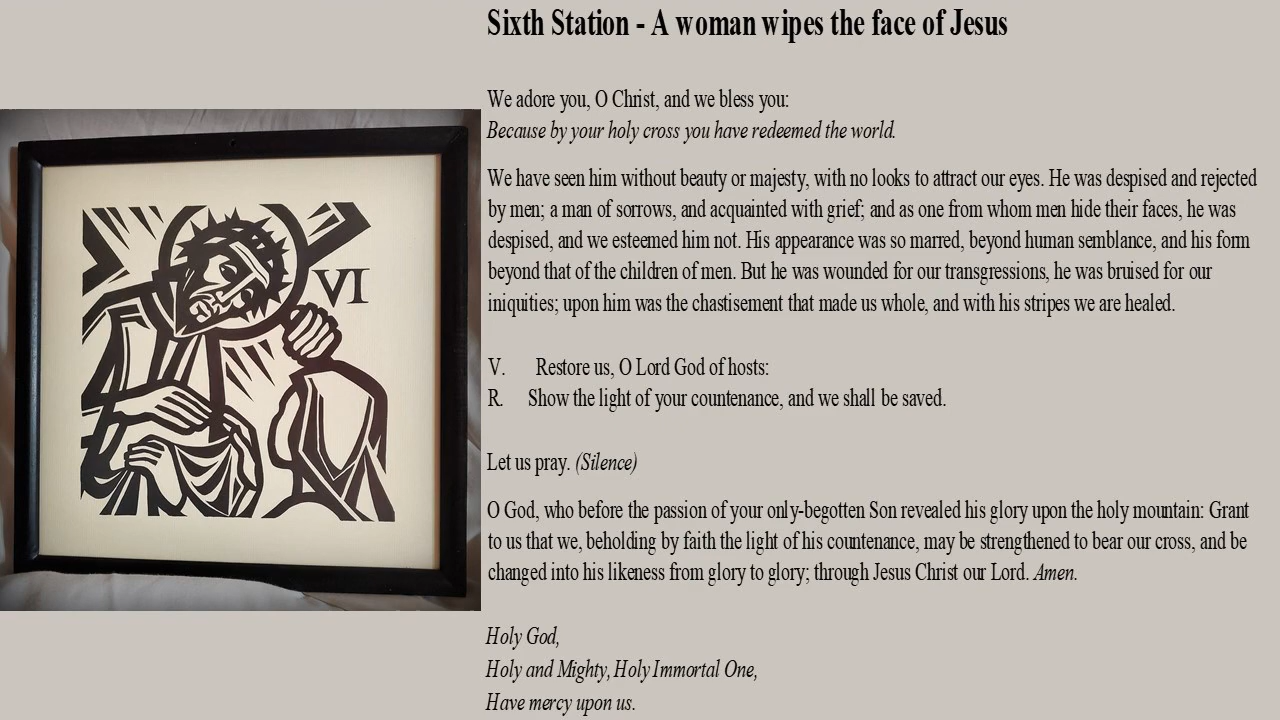 Sixth Station - A woman wipes the face of Jesus
We adore you, O Christ, and we bless you:
Because by your holy cross you have redeemed the world.
We have seen him without beauty or majesty, with no looks to attract our eyes. He was despised and rejected
by men; a man of sorrows, and acquainted with grief; and as one from whom men hide their faces, he was
despised, and we esteemed him not. His appearance was so marred, beyond human semblance, and his form
beyond that of the children of men. But he was wounded for our transgressions, he was bruised for our
iniquities; upon him was the chastisement that made us whole, and with his stripes we are healed.
VI
V. Restore us, O Lord God of hosts:
R. Show the light of your countenance, and we shall be saved.
Let us pray. (Silence)
O God, who before the passion of your only-begotten Son revealed his glory upon the holy mountain: Grant
to us that we, beholding by faith the light of his countenance, may be strengthened to bear our cross, and be
changed into his likeness from glory to glory; through Jesus Christ our Lord. Amen.
Holy God,
Holy and Mighty, Holy Immortal One,
Have mercy upon us.